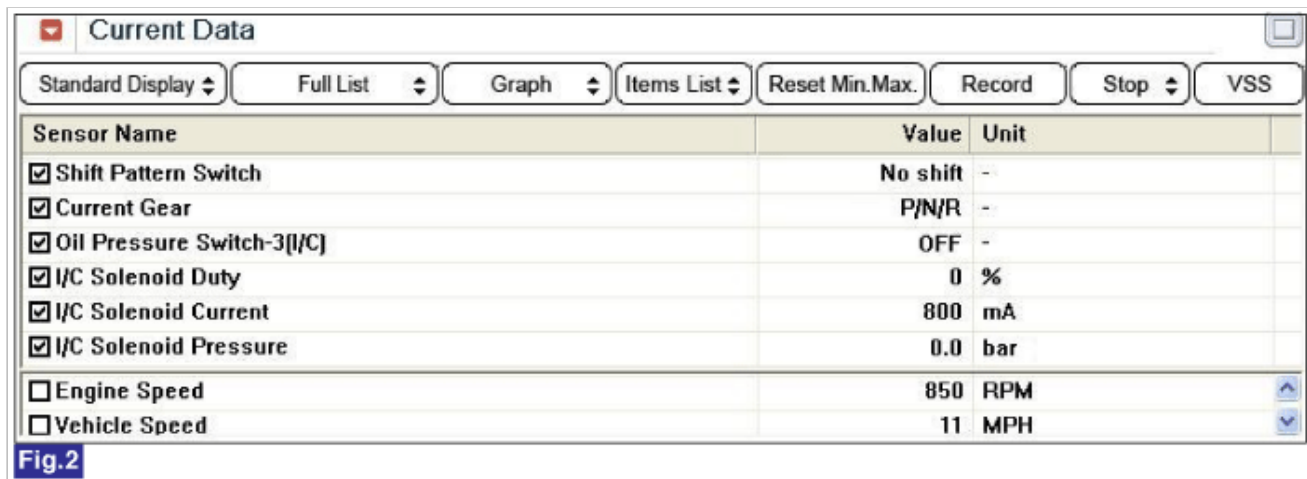 Current Data
Standard Display Full List Graph Items List Reset Min.Max. Record Stop VSS
Sensor Name Value Unit
Shift Pattern Switch No shift -
Current Gear P/N/R -
Oil Pressure Switch-3(I/C) OFF -
I/C Solenoid Duty 0 %
I/C Solenoid Current 800 mA
I/C Solenoid Pressure 0.0 bar
Engine Speed 850 RPM
Vehicle Speed 11 MPH
Fig.2